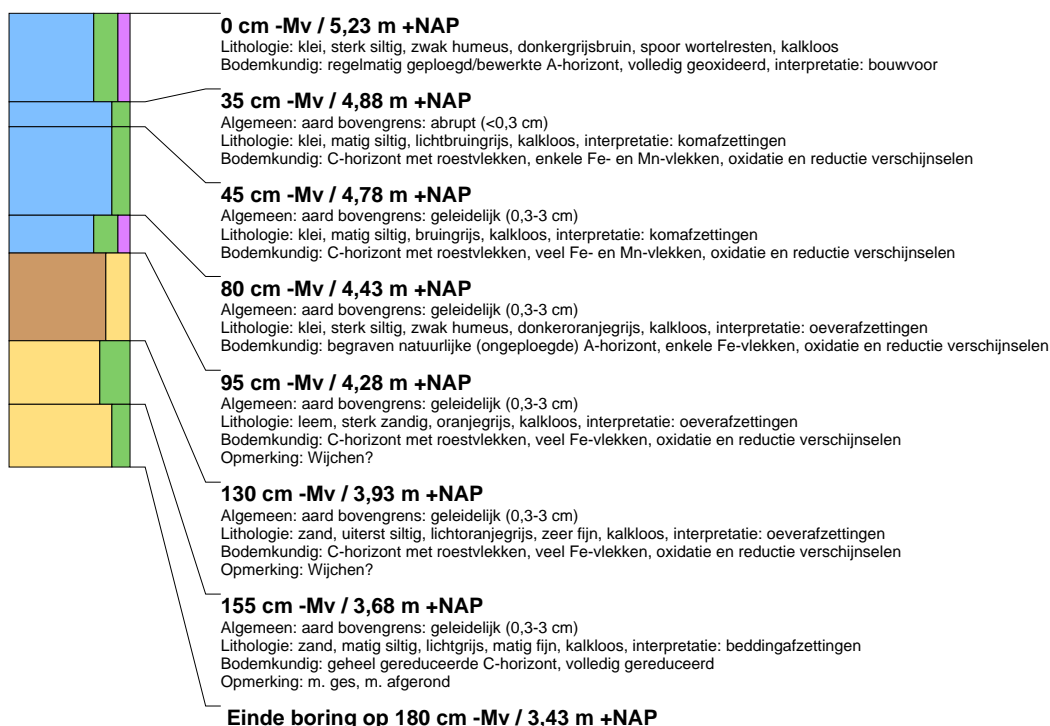 0 cm -Mv / 5,23 m +NAP
Lithologie: klei, sterk siltig, zwak humeus, donkergrijsbruin, spoor wortelresten, kalkloos
Bodemkundig: regelmatig geploegd/bewerkte A-horizont, volledig geoxideerd, interpretatie: bouwvoor
35 cm -Mv / 4,88 m +NAP
Algemeen: aard bovengrens: abrupt (<0,3 cm)
Lithologie: klei, matig siltig, lichtbruingrijs, kalkloos, interpretatie: komafzettingen
Bodemkundig: C-horizont met roestvlekken, enkele Fe- en Mn-vlekken, oxidatie en reductie verschijnselen
45 cm -Mv / 4,78 m +NAP
Algemeen: aard bovengrens: geleidelijk (0,3-3 cm)
Lithologie: klei, matig siltig, bruingrijs, kalkloos, interpretatie: komafzettingen
Bodemkundig: C-horizont met roestvlekken, veel Fe- en Mn-vlekken, oxidatie en reductie verschijnselen
80 cm -Mv / 4,43 m +NAP
Algemeen: aard bovengrens: geleidelijk (0,3-3 cm)
Lithologie: klei, sterk siltig, zwak humeus, donkeroranjegrijs, kalkloos, interpretatie: oeverafzettingen
Bodemkundig: begraven natuurlijke (ongeploegde) A-horizont, enkele Fe-vlekken, oxidatie en reductie verschijnselen
95 cm -Mv / 4,28 m +NAP
Algemeen: aard bovengrens: geleidelijk (0,3-3 cm)
Lithologie: leem, sterk zandig, oranjegrijs, kalkloos, interpretatie: oeverafzettingen
Bodemkundig: C-horizont met roestvlekken, veel Fe-vlekken, oxidatie en reductie verschijnselen
Opmerking: Wijchen?
130 cm -Mv / 3,93 m +NAP
Algemeen: aard bovengrens: geleidelijk (0,3-3 cm)
Lithologie: zand, uiterst siltig, lichtoranjegrijs, zeer fijn, kalkloos, interpretatie: oeverafzettingen
Bodemkundig: C-horizont met roestvlekken, veel Fe-vlekken, oxidatie en reductie verschijnselen
Opmerking: Wijchen?
155 cm -Mv / 3,68 m +NAP
Algemeen: aard bovengrens: geleidelijk (0,3-3 cm)
Lithologie: zand, matig siltig, lichtgrijs, matig fijn, kalkloos, interpretatie: beddingafzettingen
Bodemkundig: geheel gereduceerde C-horizont, volledig gereduceerd
Opmerking: m. ges, m. afgerond
Einde boring op 180 cm -Mv / 3,43 m +NAP